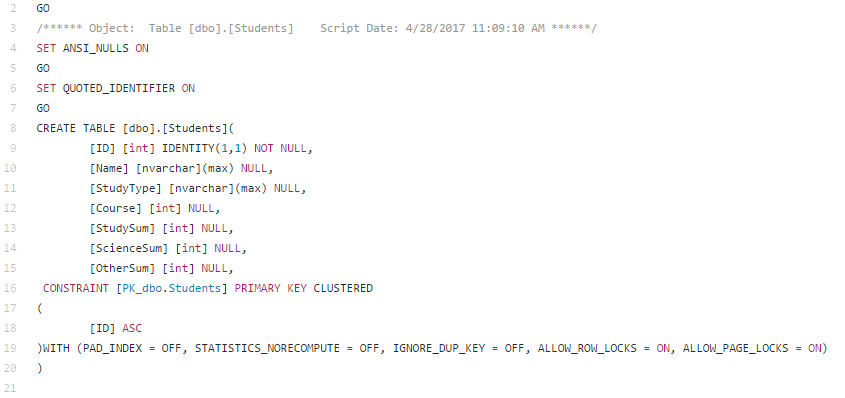 2 GO
3 /****** Object:  Table [dbo].[Students]    Script Date: 4/28/2017 11:09:10 AM ******/
4 SET ANSI_NULLS ON
5 GO
6 SET QUOTED_IDENTIFIER ON
7 GO
8 CREATE TABLE [dbo].[Students](
9         [ID] [int] IDENTITY(1,1) NOT NULL,
10         [Name] [nvarchar](max) NULL,
11         [StudyType] [nvarchar](max) NULL,
12         [Course] [int] NULL,
13         [StudySum] [int] NULL,
14         [ScienceSum] [int] NULL,
15         [OtherSum] [int] NULL,
16  CONSTRAINT [PK_dbo.Students] PRIMARY KEY CLUSTERED
17 (
18         [ID] ASC
19 )WITH (PAD_INDEX = OFF, STATISTICS_NORECOMPUTE = OFF, IGNORE_DUP_KEY = OFF, ALLOW_ROW_LOCKS = ON, ALLOW_PAGE_LOCKS = ON)
20 )
21